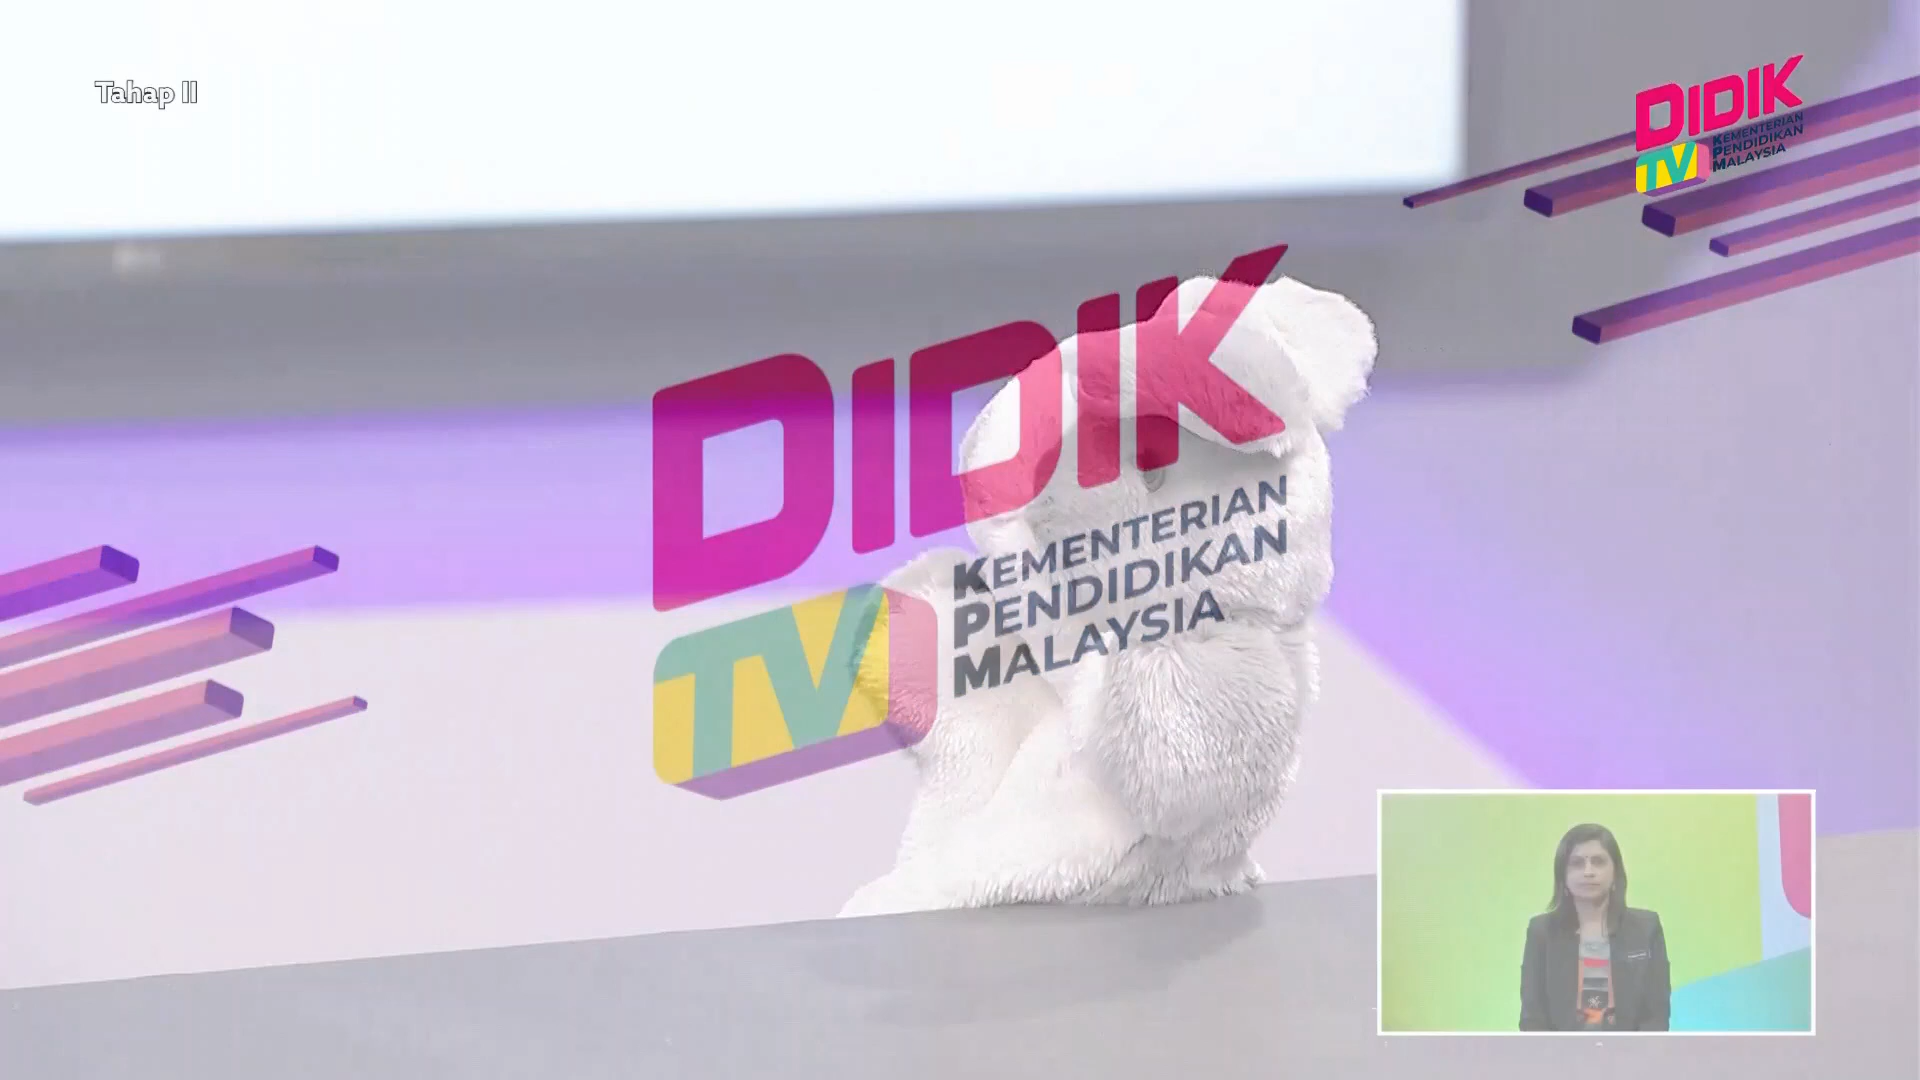 Tahap II
DIDIK
TV
KEMENTERIAN
PENDIDIKAN
MALAYSIA
DIDIK
TV
KEMENTERIAN
PENDIDIKAN
MALAYSIA